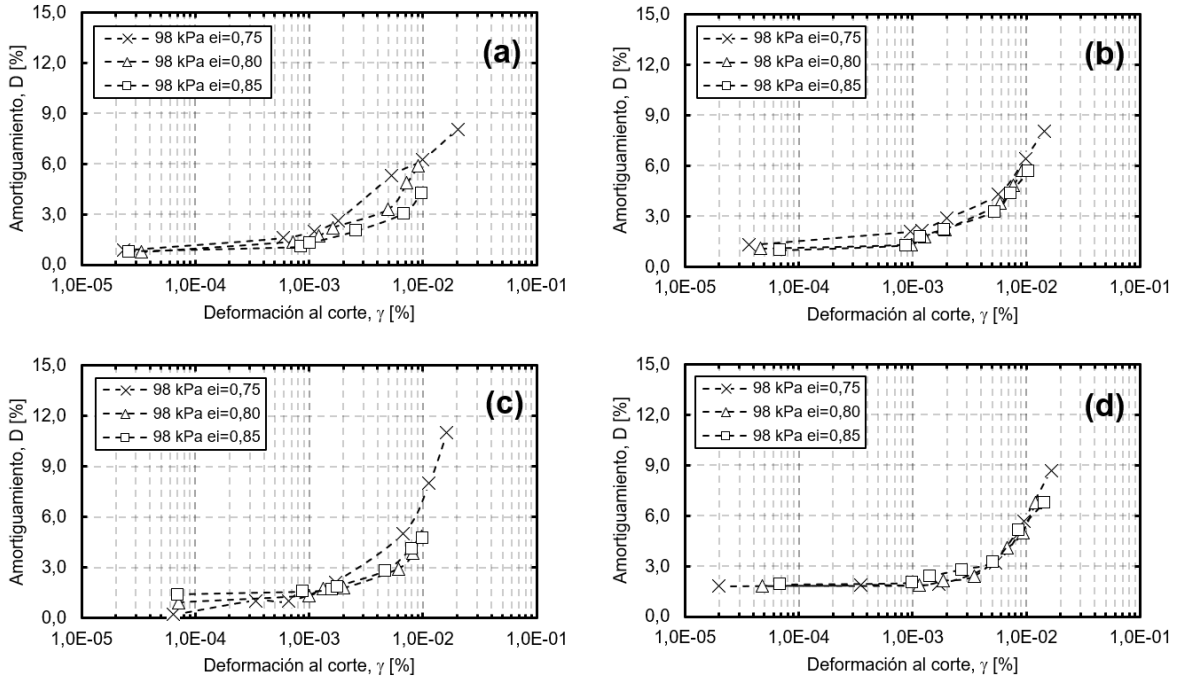 15,0
12,0
9,0
6,0
3,0
0,0
Amortiguamiento, D [%]
98 kPa ei=0,75
98 kPa ei=0,80
98 kPa ei=0,85
(a)
1,0E-05 1,0E-04 1,0E-03 1,0E-02 1,0E-01
Deformación al corte, γ [%]
15,0
12,0
9,0
6,0
3,0
0,0
Amortiguamiento, D [%]
98 kPa ei=0,75
98 kPa ei=0,80
98 kPa ei=0,85
(b)
1,0E-05 1,0E-04 1,0E-03 1,0E-02 1,0E-01
Deformación al corte, γ [%]
15,0
12,0
9,0
6,0
3,0
0,0
Amortiguamiento, D [%]
98 kPa ei=0,75
98 kPa ei=0,80
98 kPa ei=0,85
(c)
1,0E-05 1,0E-04 1,0E-03 1,0E-02 1,0E-01
Deformación al corte, γ [%]
15,0
12,0
9,0
6,0
3,0
0,0
Amortiguamiento, D [%]
98 kPa ei=0,75
98 kPa ei=0,80
98 kPa ei=0,85
(d)
1,0E-05 1,0E-04 1,0E-03 1,0E-02 1,0E-01
Deformación al corte, γ [%]